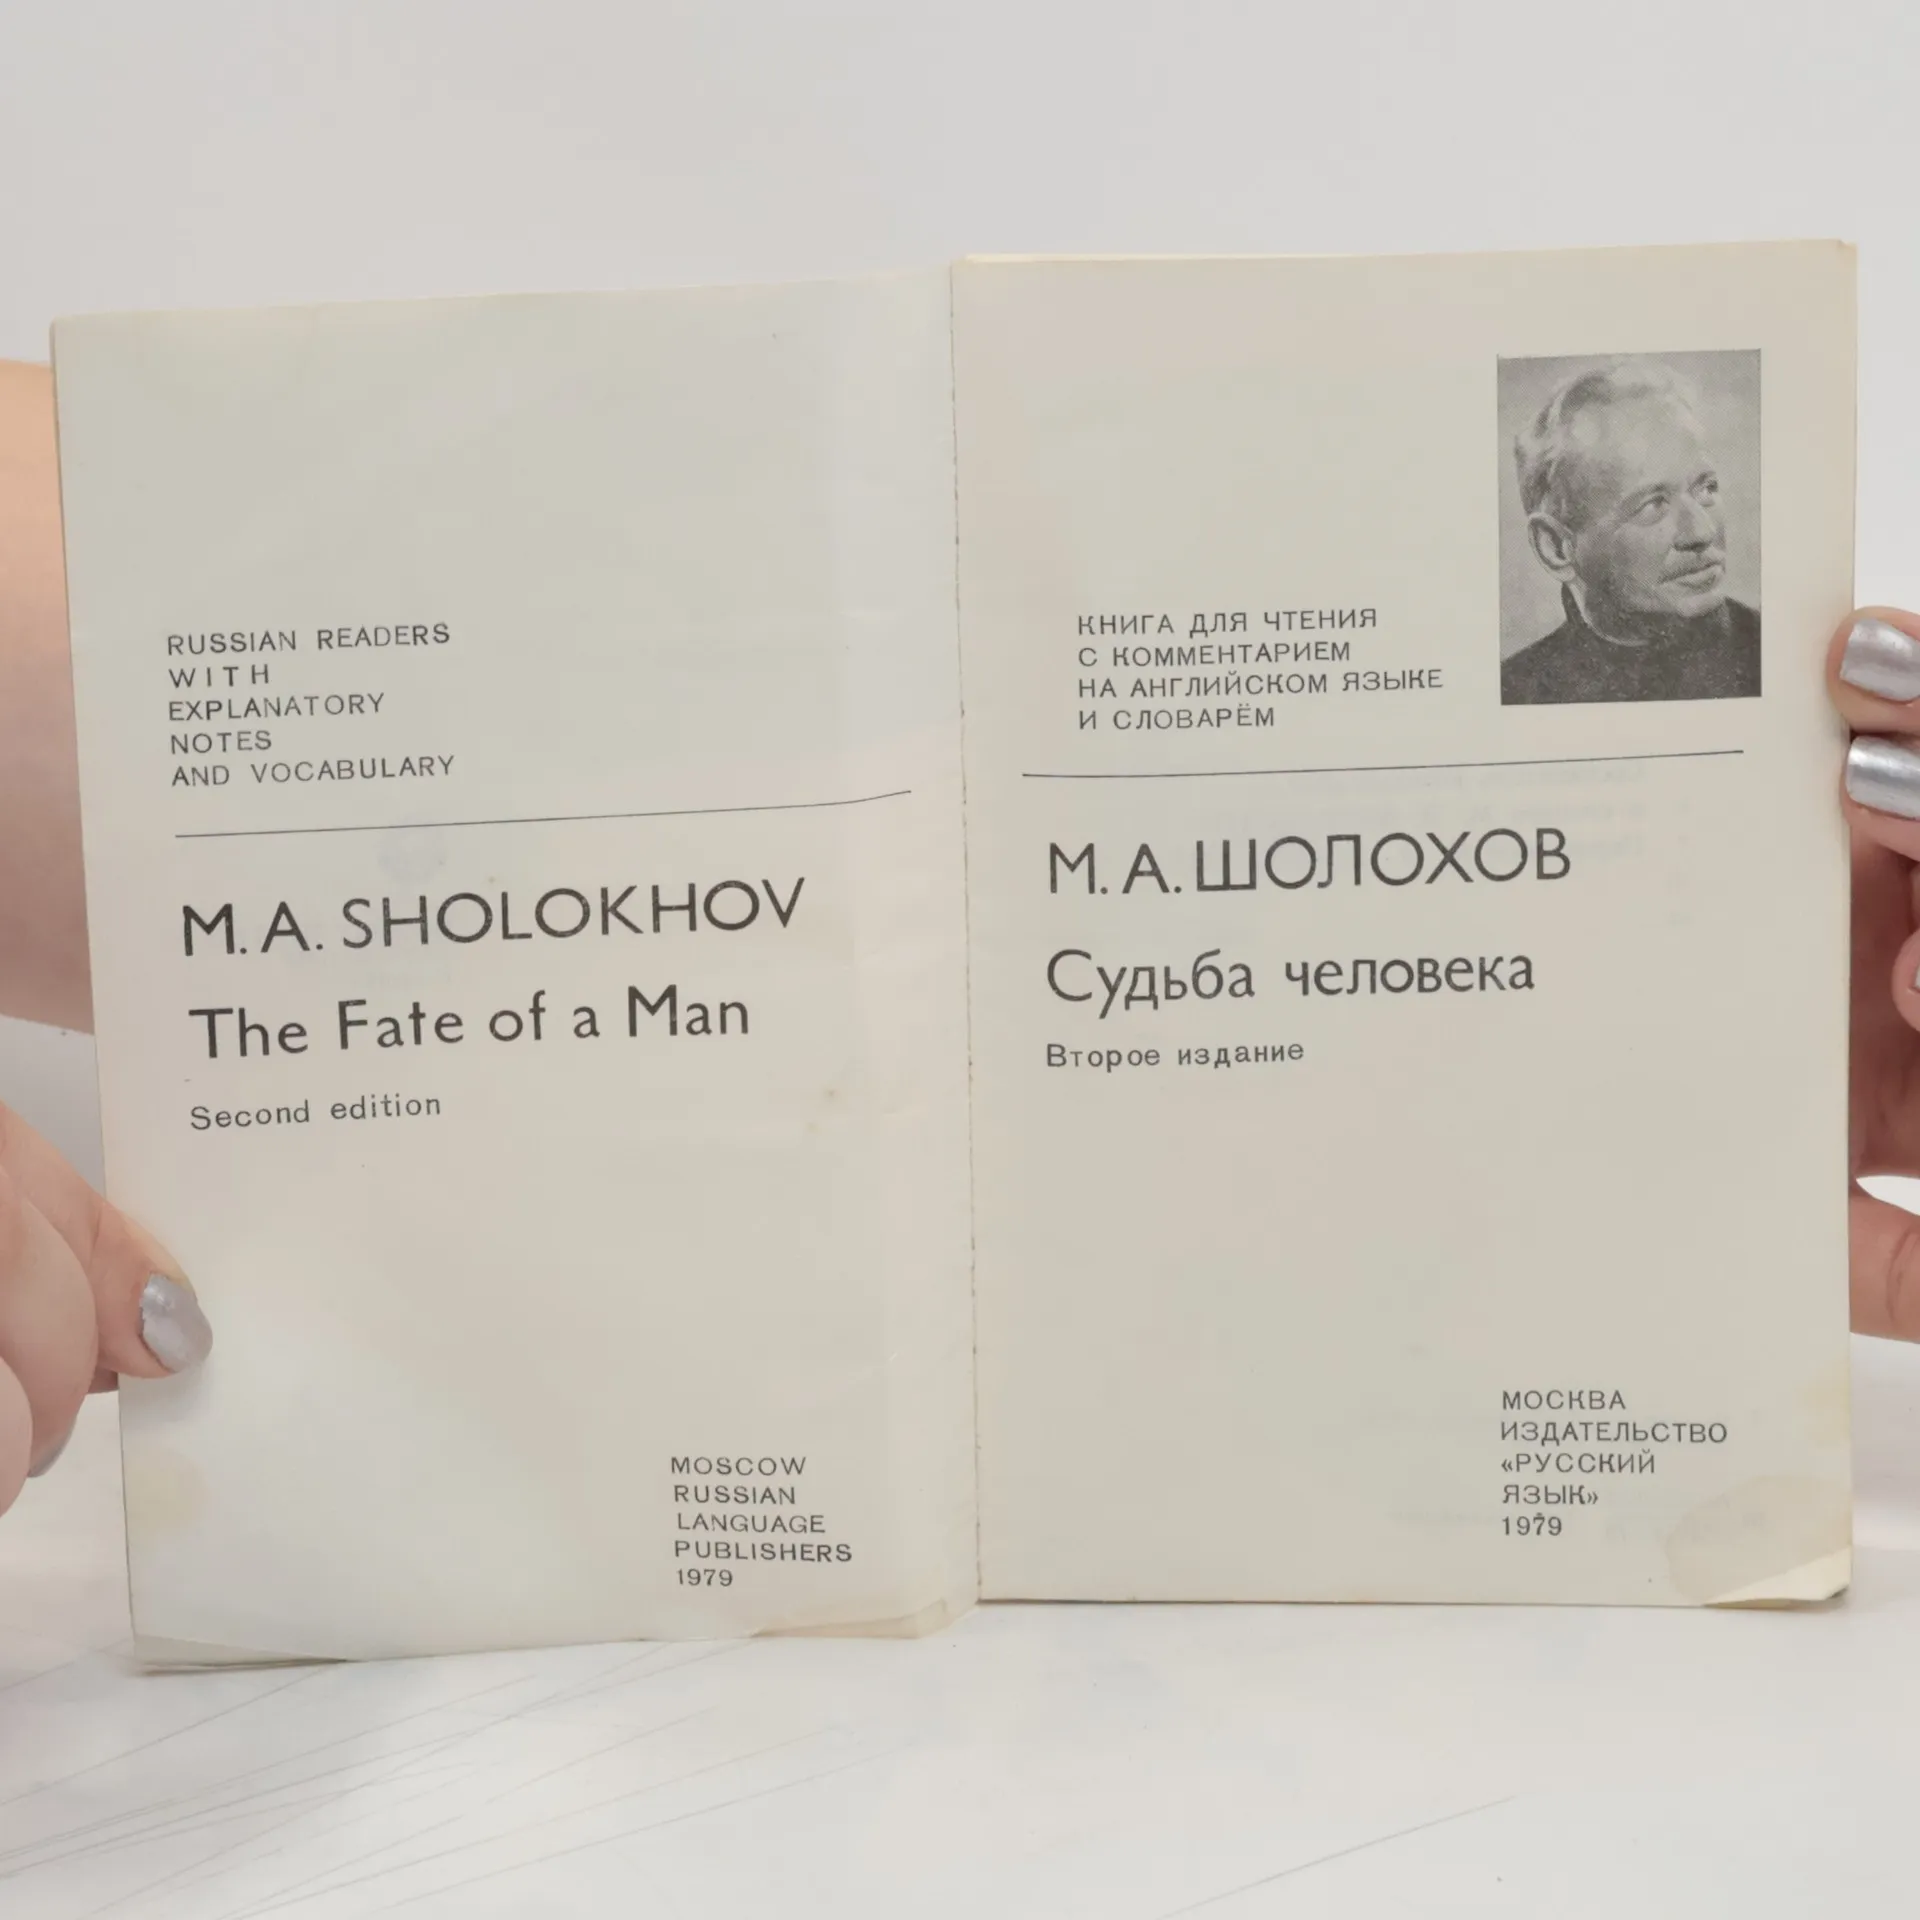 RUSSIAN READERS
WITH
EXPLANATORY
NOTES
AND VOCABULARY
M. A. SHOLOKHOV
The Fate of a Man
Second edition
MOSCOW
RUSSIAN
LANGUAGE
PUBLISHERS
1979
КНИГА ДЛЯ ЧТЕНИЯ
С КОММЕНТАРИЕМ
НА АНГЛИЙСКОМ ЯЗЫКЕ
И СЛОВАРЁМ
М. А. ШОЛОХОВ
Судьба человека
Второе издание
МОСКВА
ИЗДАТЕЛЬСТВО
«РУССКИЙ
ЯЗЫК»
1979